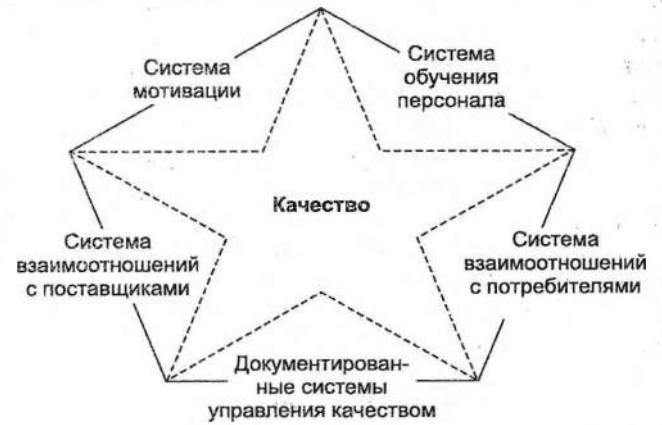 Система
мотивации
Система
обучения
персонала
Качество
Система
взаимоотношений
с поставщиками
Система
взаимоотношений
с потребителями
Документирован-
ные системы
управления качеством